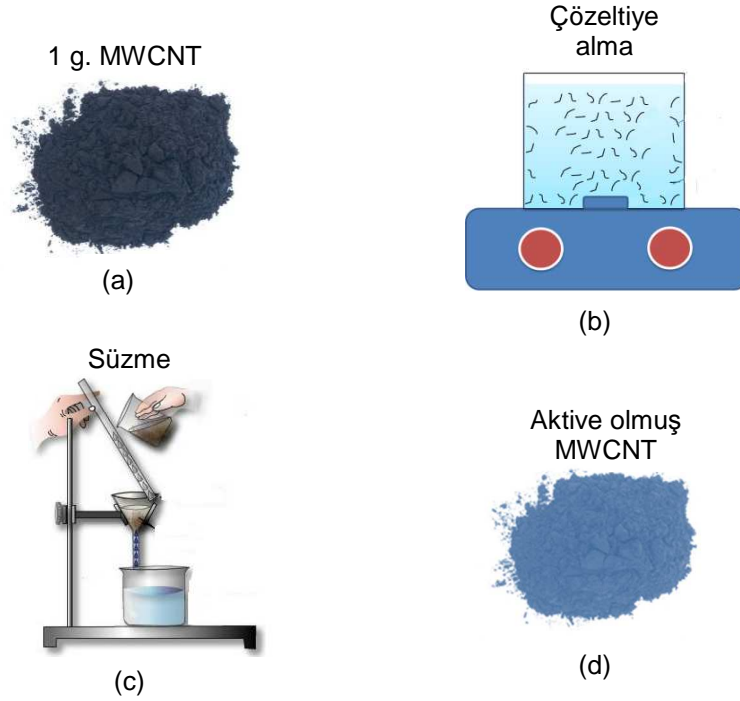 1 g. MWCNT
(a)
Çözeltiye
alma
(b)
Süzme
(c)
Aktive olmuş
MWCNT
(d)